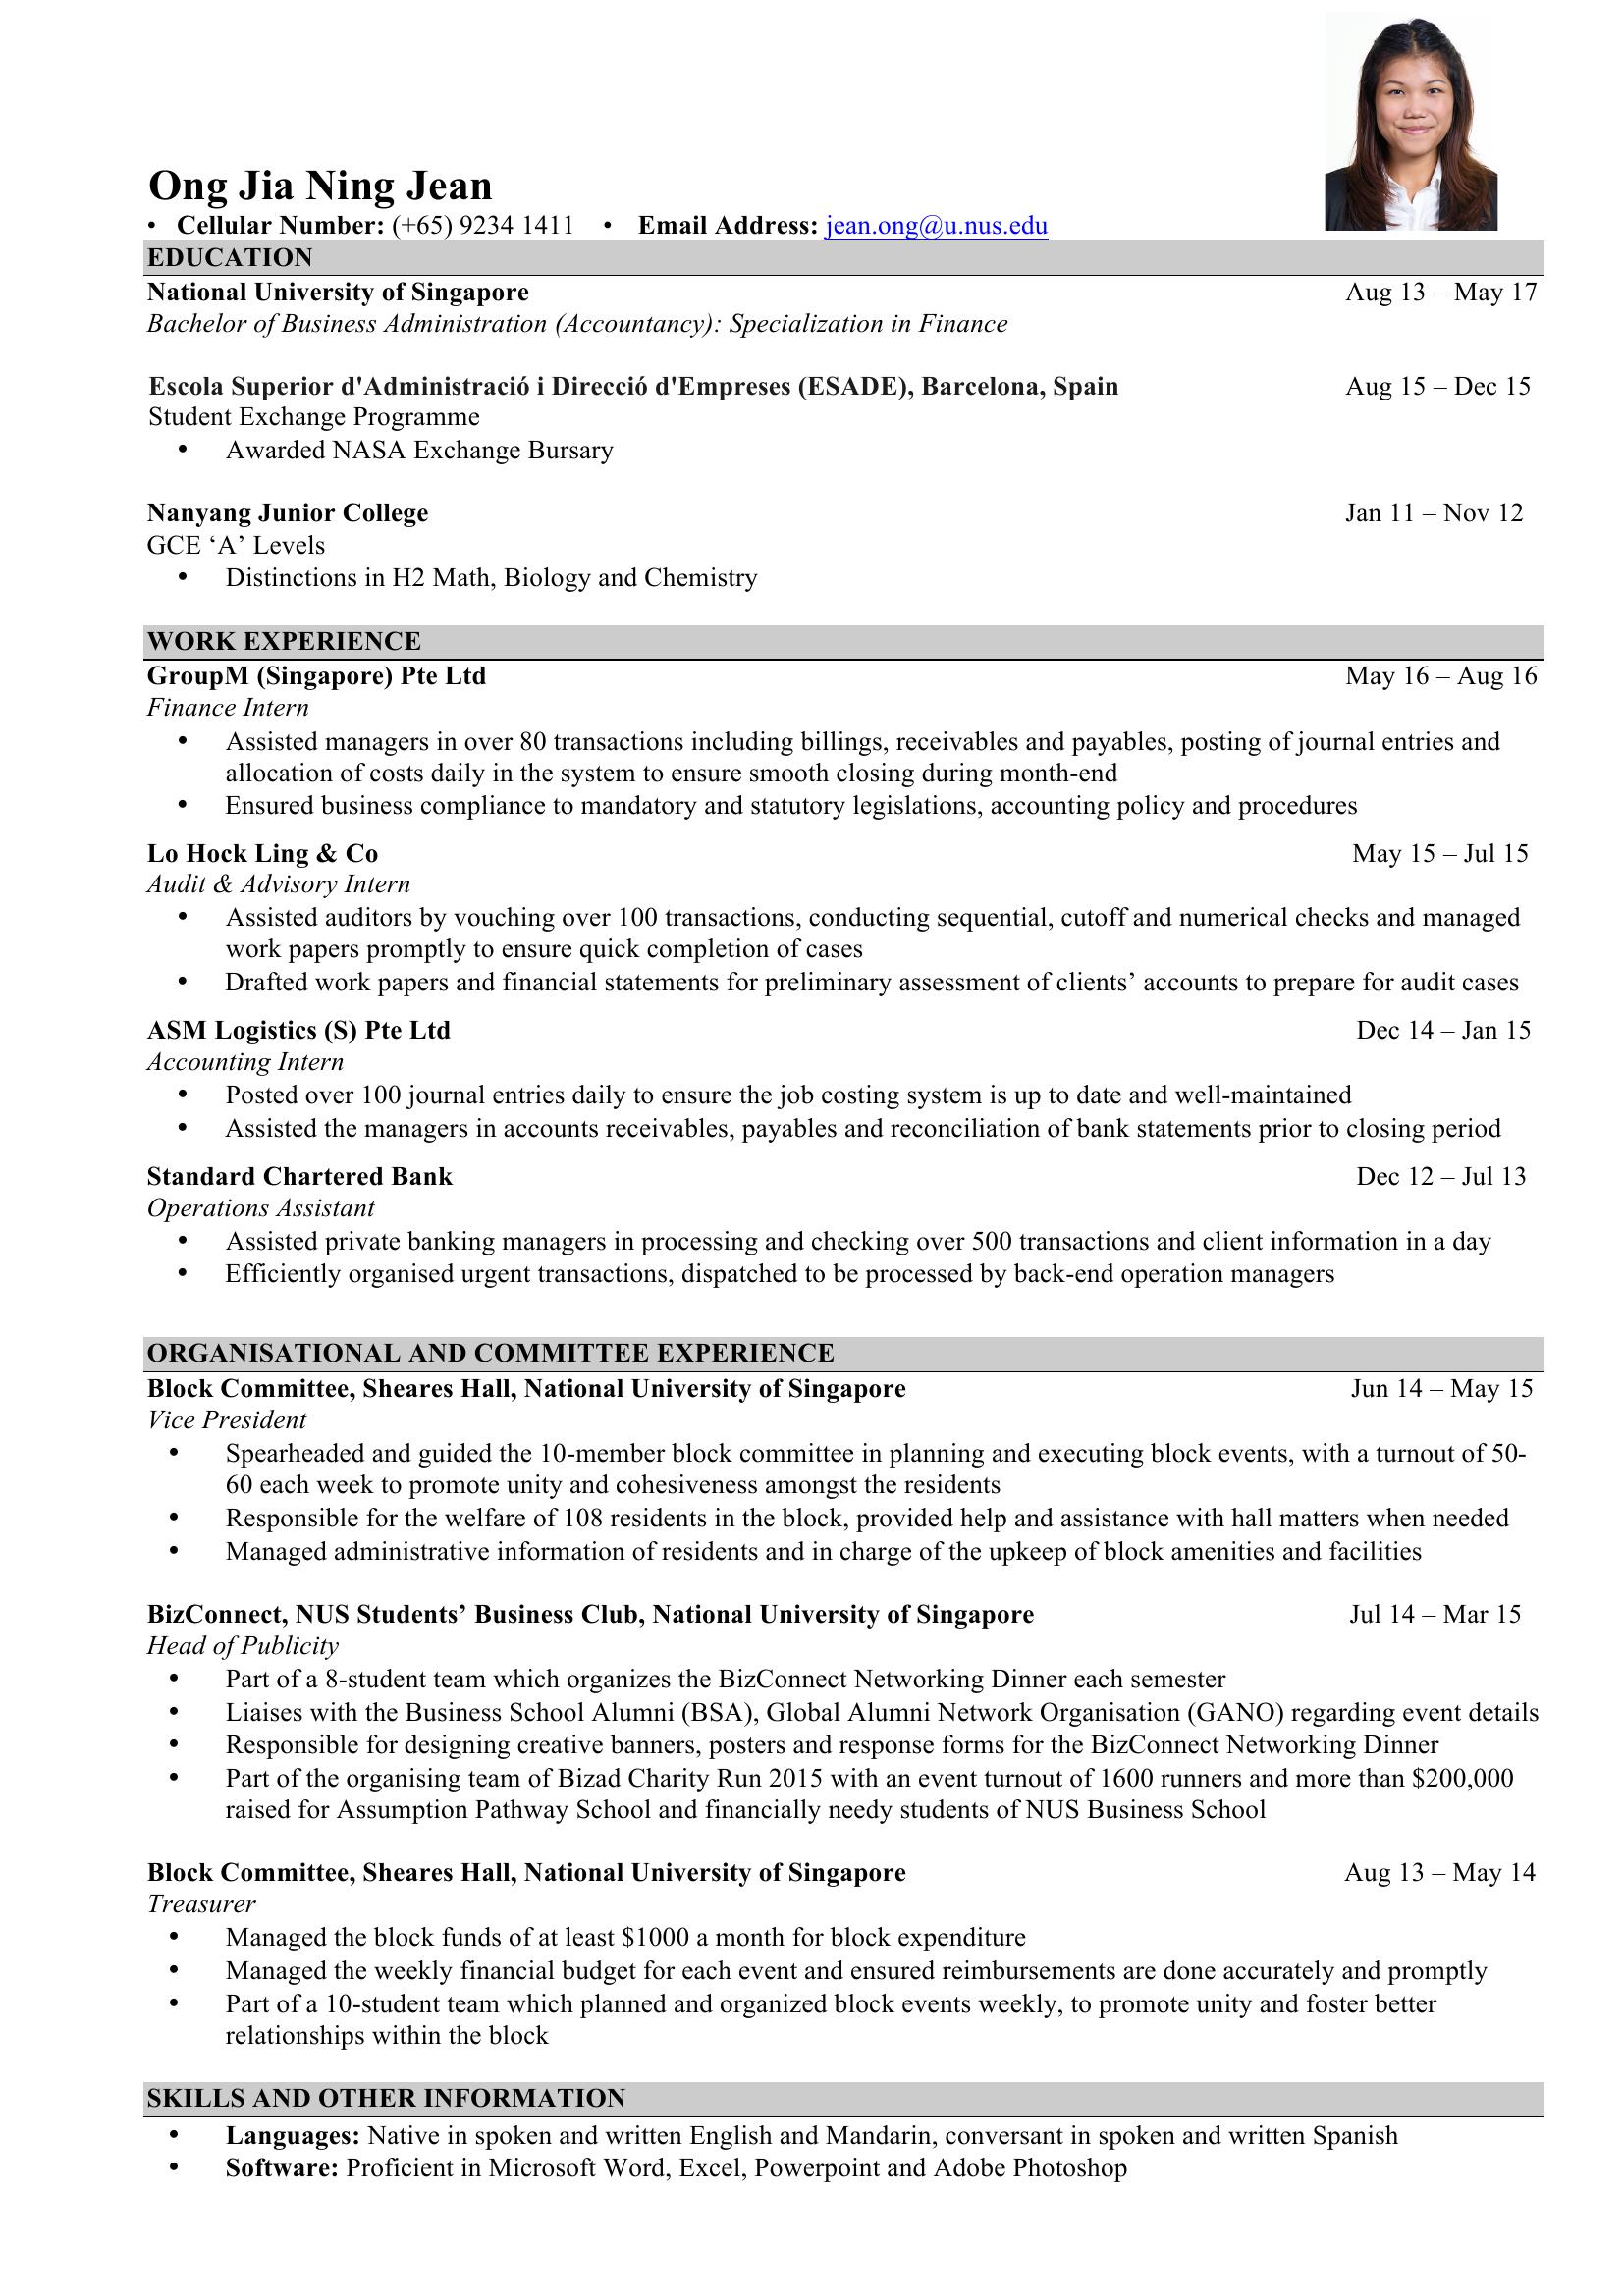 Ong Jia Ning Jean
• Cellular Number: (+65) 9234 1411 • Email Address: jean.ong@u.nus.edu
EDUCATION
National University of Singapore Aug 13 – May 17
Bachelor of Business Administration (Accountancy): Specialization in Finance
Escola Superior d'Administració i Direcció d'Empreses (ESADE), Barcelona, Spain Aug 15 – Dec 15
Student Exchange Programme
• Awarded NASA Exchange Bursary
Nanyang Junior College Jan 11 – Nov 12
GCE ‘A’ Levels
• Distinctions in H2 Math, Biology and Chemistry
WORK EXPERIENCE
GroupM (Singapore) Pte Ltd May 16 – Aug 16
Finance Intern
• Assisted managers in over 80 transactions including billings, receivables and payables, posting of journal entries and
allocation of costs daily in the system to ensure smooth closing during month-end
• Ensured business compliance to mandatory and statutory legislations, accounting policy and procedures
Lo Hock Ling & Co May 15 – Jul 15
Audit & Advisory Intern
• Assisted auditors by vouching over 100 transactions, conducting sequential, cutoff and numerical checks and managed
work papers promptly to ensure quick completion of cases
• Drafted work papers and financial statements for preliminary assessment of clients’ accounts to prepare for audit cases
ASM Logistics (S) Pte Ltd Dec 14 – Jan 15
Accounting Intern
• Posted over 100 journal entries daily to ensure the job costing system is up to date and well-maintained
• Assisted the managers in accounts receivables, payables and reconciliation of bank statements prior to closing period
Standard Chartered Bank Dec 12 – Jul 13
Operations Assistant
• Assisted private banking managers in processing and checking over 500 transactions and client information in a day
• Efficiently organised urgent transactions, dispatched to be processed by back-end operation managers
ORGANISATIONAL AND COMMITTEE EXPERIENCE
Block Committee, Sheares Hall, National University of Singapore Jun 14 – May 15
Vice President
• Spearheaded and guided the 10-member block committee in planning and executing block events, with a turnout of 50-
60 each week to promote unity and cohesiveness amongst the residents
• Responsible for the welfare of 108 residents in the block, provided help and assistance with hall matters when needed
• Managed administrative information of residents and in charge of the upkeep of block amenities and facilities
BizConnect, NUS Students’ Business Club, National University of Singapore Jul 14 – Mar 15
Head of Publicity
• Part of a 8-student team which organizes the BizConnect Networking Dinner each semester
• Liaises with the Business School Alumni (BSA), Global Alumni Network Organisation (GANO) regarding event details
• Responsible for designing creative banners, posters and response forms for the BizConnect Networking Dinner
• Part of the organising team of Bizad Charity Run 2015 with an event turnout of 1600 runners and more than $200,000
raised for Assumption Pathway School and financially needy students of NUS Business School
Block Committee, Sheares Hall, National University of Singapore Aug 13 – May 14
Treasurer
• Managed the block funds of at least $1000 a month for block expenditure
• Managed the weekly financial budget for each event and ensured reimbursements are done accurately and promptly
• Part of a 10-student team which planned and organized block events weekly, to promote unity and foster better
relationships within the block
SKILLS AND OTHER INFORMATION
• Languages: Native in spoken and written English and Mandarin, conversant in spoken and written Spanish
• Software: Proficient in Microsoft Word, Excel, Powerpoint and Adobe Photoshop